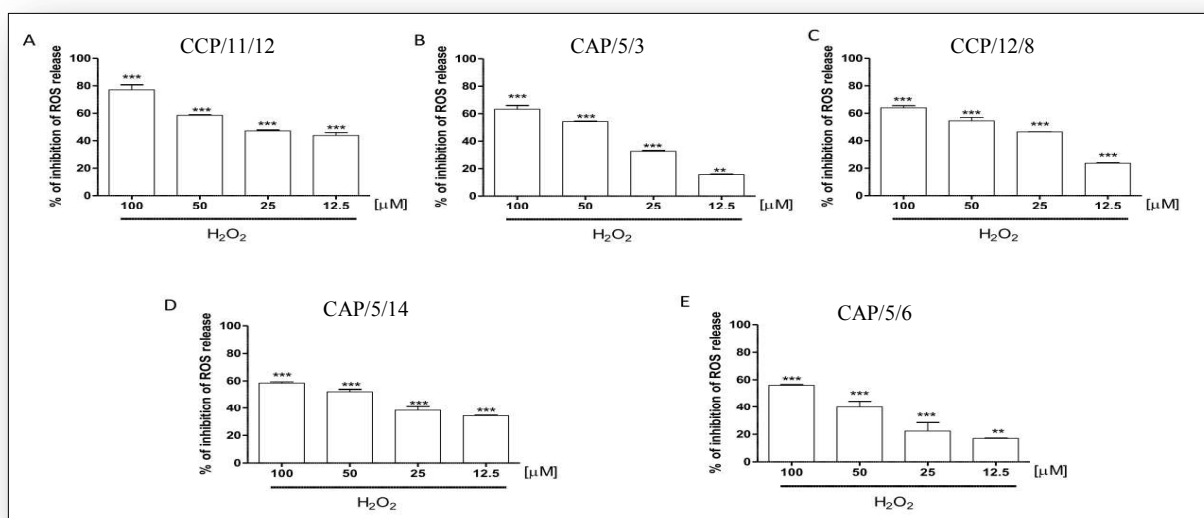 A
CCP/11/12
% of inhibition of ROS release
100
80
60
40
20
0
***
***
***
***
100 50 25 12.5 [µM]
H₂O₂
B
CAP/5/3
% of inhibition of ROS release
100
80
60
40
20
0
***
***
***
**
100 50 25 12.5 [µM]
H₂O₂
C
CCP/12/8
% of inhibition of ROS release
100
80
60
40
20
0
***
***
***
***
100 50 25 12.5 [µM]
H₂O₂
D
CAP/5/14
% of inhibition of ROS release
100
80
60
40
20
0
***
***
***
***
100 50 25 12.5 [µM]
H₂O₂
E
CAP/5/6
% of inhibition of ROS release
100
80
60
40
20
0
***
***
***
**
100 50 25 12.5 [µM]
H₂O₂